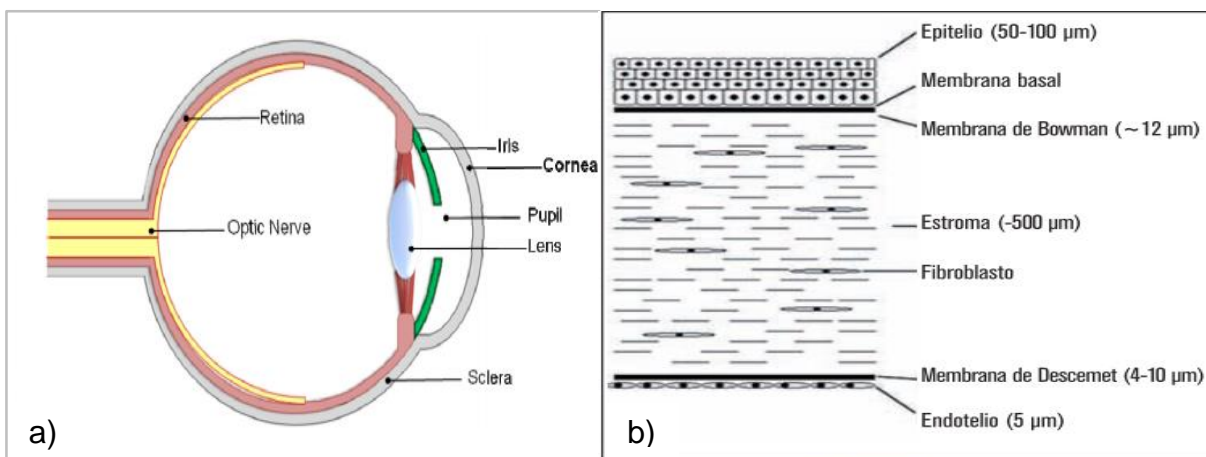 Retina
Iris
Cornea
Pupil
Optic Nerve
Lens
Sclera
a)
Epitelio (50-100 µm)
Membrana basal
Membrana de Bowman (~12 µm)
Estroma (-500 µm)
Fibroblasto
Membrana de Descemet (4-10 µm)
Endotelio (5 µm)
b)